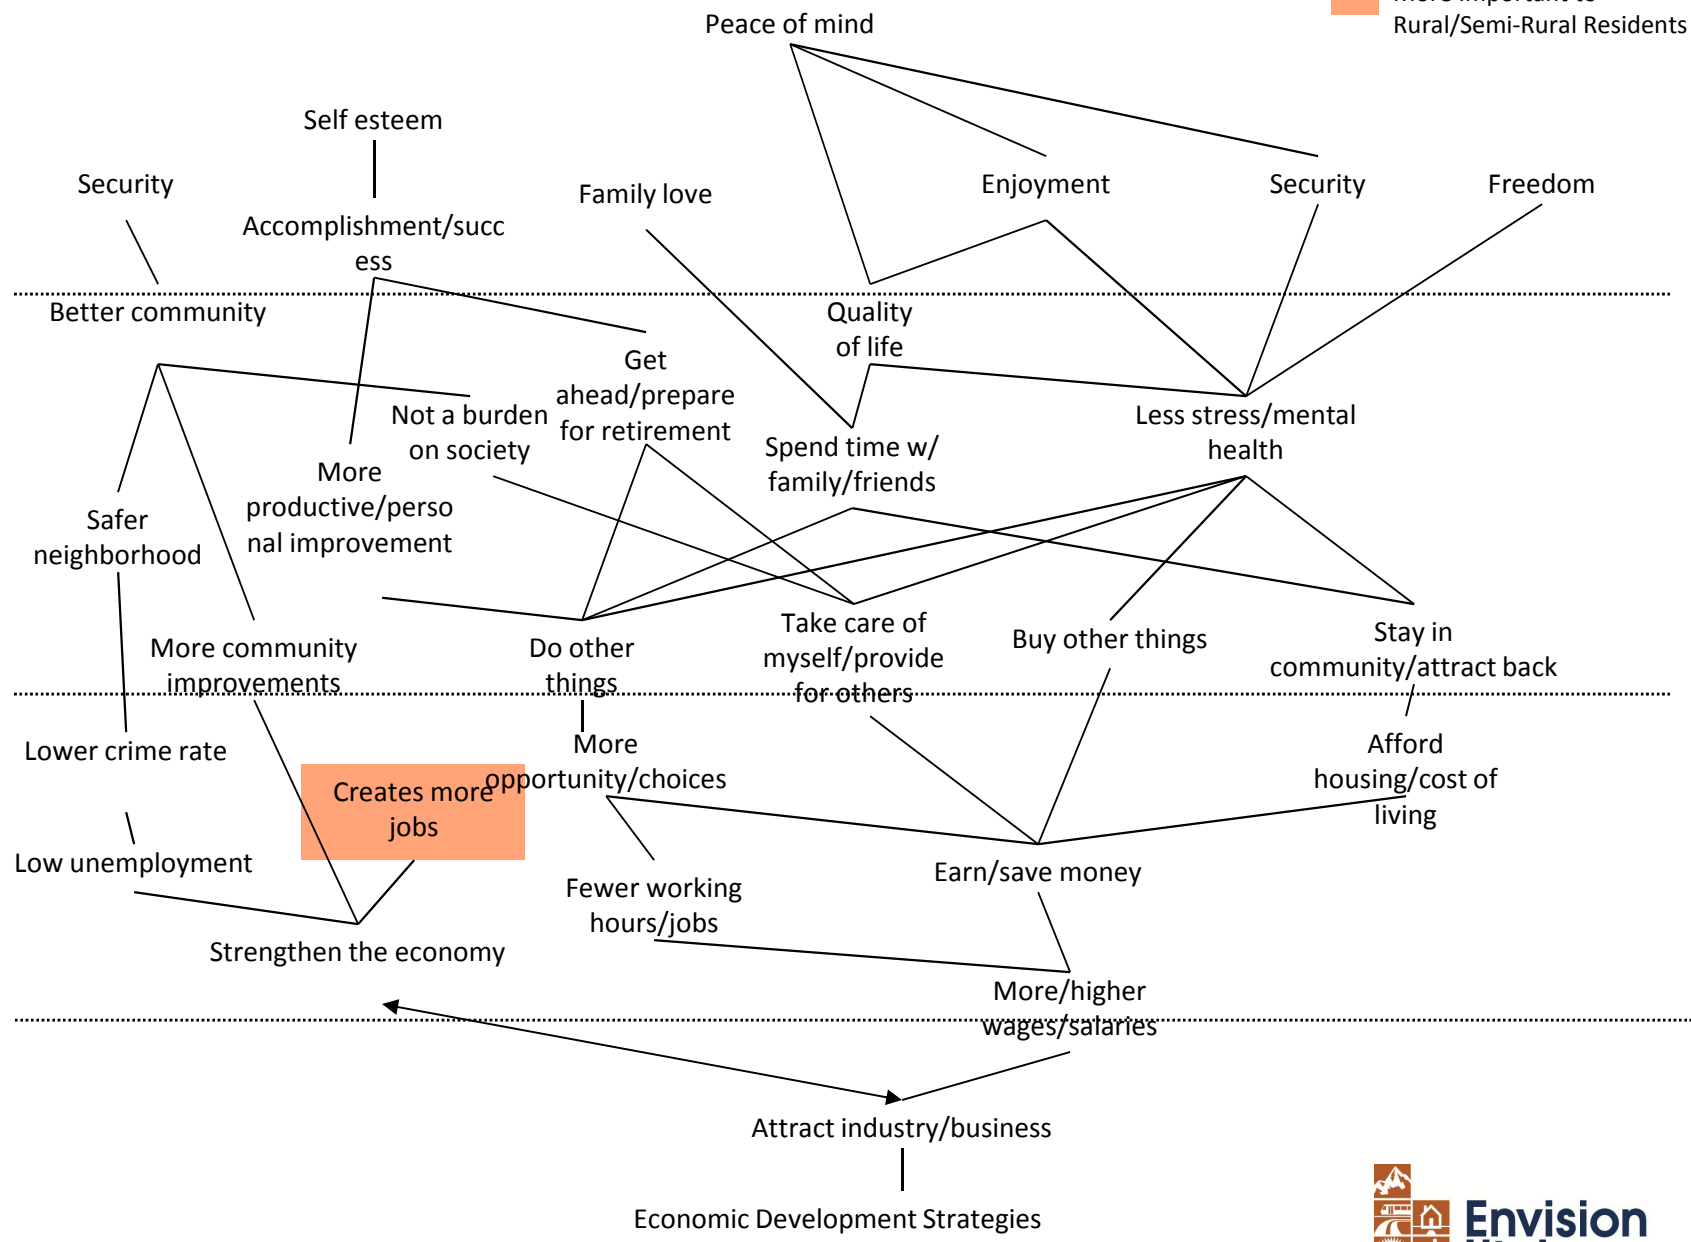 More important to
Rural/Semi-Rural Residents
Peace of mind
Self esteem
Security
Family love
Enjoyment
Security
Freedom
Accomplishment/succ
ess
Better community
Quality
of life
Get
ahead/prepare
for retirement
Not a burden
on society
Less stress/mental
health
Spend time w/
family/friends
More
productive/perso
nal improvement
Safer
neighborhood
More community
improvements
Do other
things
Take care of
myself/provide
for others
Buy other things
Stay in
community/attract back
Lower crime rate
More
opportunity/choices
Afford
housing/cost of
living
Creates more
jobs
Low unemployment
Fewer working
hours/jobs
Earn/save money
Strengthen the economy
More/higher
wages/salaries
Attract industry/business
Economic Development Strategies
Envision